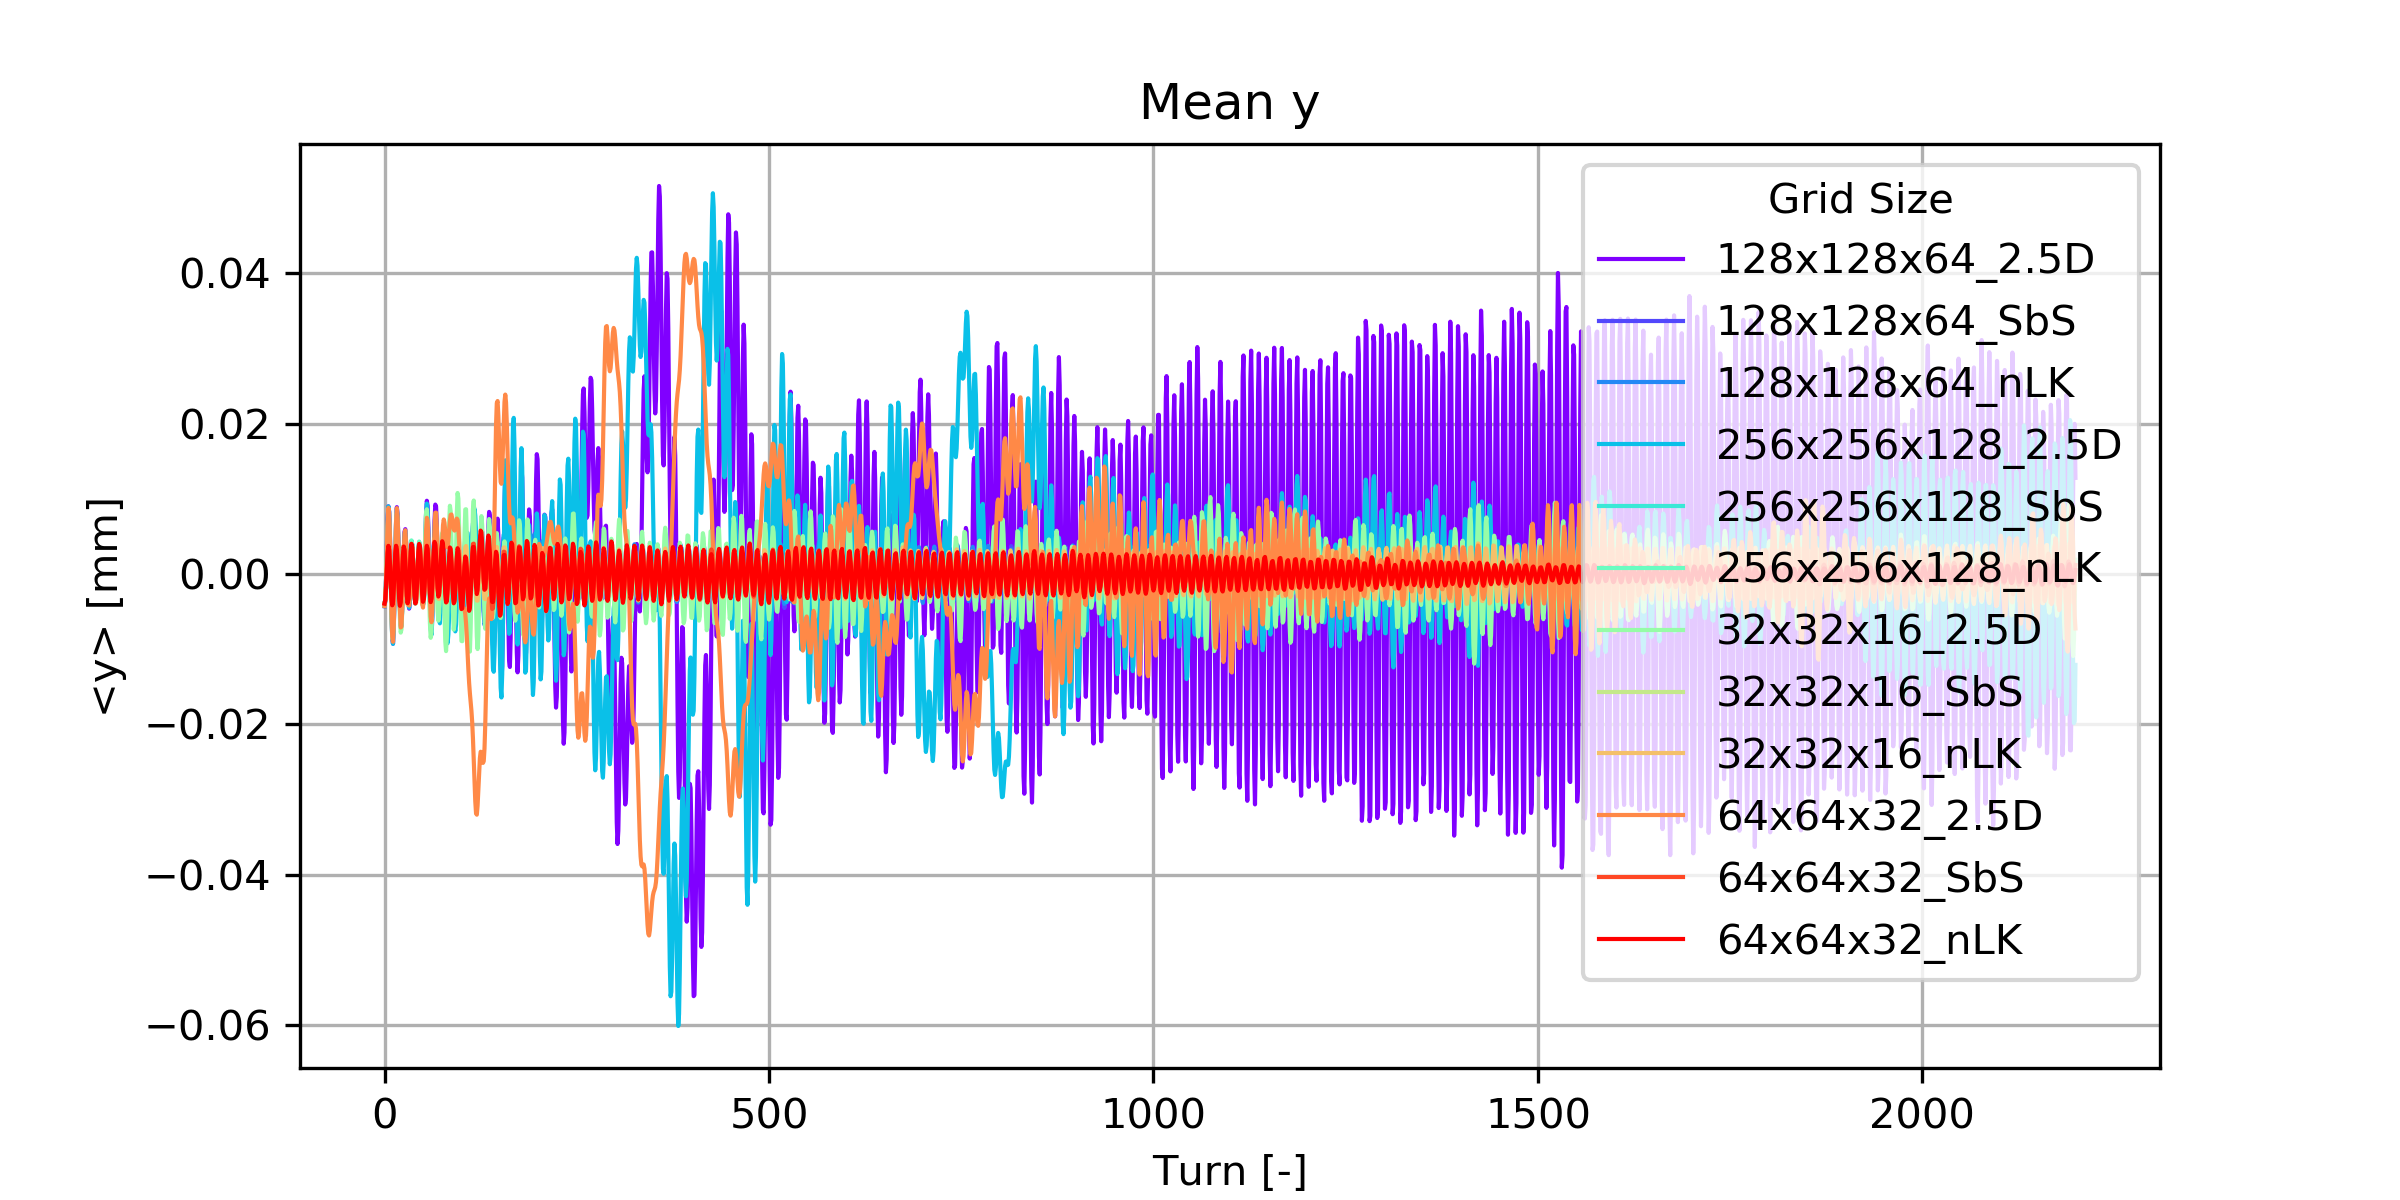 Mean y
Grid Size
128x128x64_2.5D
128x128x64_SbS
128x128x64_nLK
256x256x128_2.5D
256x256x128_SbS
256x256x128_nLK
32x32x16_2.5D
32x32x16_SbS
32x32x16_nLK
64x64x32_2.5D
64x64x32_SbS
64x64x32_nLK
<y> [mm]
0.04
0.02
0.00
−0.02
−0.04
−0.06
0 500 1000 1500 2000
Turn [-]